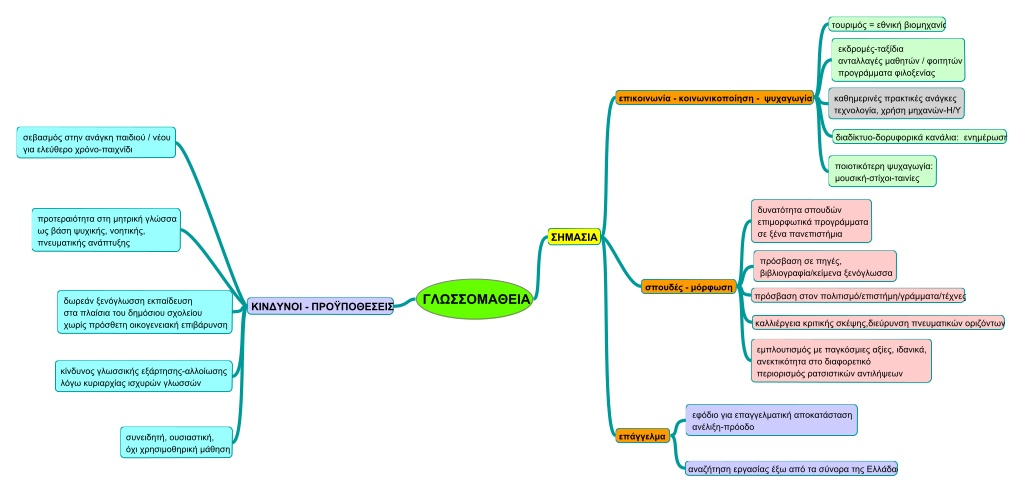 ΓΛΩΣΣΟΜΑΘΕΙΑ
ΣΗΜΑΣΙΑ
επικοινωνία - κοινωνικοποίηση - ψυχαγωγία
τουριμός = εθνική βιομηχανίο
εκδρομές-ταξίδια
ανταλλαγές μαθητών / φοιτητών
προγράμματα φιλοξενίας
καθημερινές πρακτικές ανάγκες
τεχνολογία, χρήση μηχανών-Η/Υ
διαδίκτυο-δορυφορικά κανάλια: ενημέρωση
ποιοτικότερη ψυχαγωγία:
μουσική-στίχοι-ταινίες
σπουδές - μόρφωση
δυνατότητα σπουδών
επιμορφωτικά προγράμματα
σε ξένα πανεπιστήμια
πρόσβαση σε πηγές,
βιβλιογραφία/κείμενα ξενόγλωσσα
πρόσβαση στον πολιτισμό/επιστήμη/γράμματα/τέχνες
καλλιέργεια κριτικής σκέψης,διεύρυνση πνευματικών οριζόντων
εμπλουτισμός με παγκόσμιες αξίες, ιδανικά,
ανεκτικότητα στο διαφορετικό
περιορισμός ρατσιστικών αντιλήψεων
επάγγελμα
εφόδιο για επαγγελματική αποκατάσταση
ανέλιξη-πρόοδο
αναζήτηση εργασίας έξω από τα σύνορα της Ελλάδα
ΚΙΝΔΥΝΟΙ - ΠΡΟΫΠΟΘΕΣΕΙΣ
σεβασμός στην ανάγκη παιδιού / νέου
για ελεύθερο χρόνο-παιχνίδι
προτεραιότητα στη μητρική γλώσσα
ως βάση ψυχικής, νοητικής,
πνευματικής ανάπτυξης
δωρεάν ξενόγλωσση εκπαίδευση
στα πλαίσια του δημόσιου σχολείου
χωρίς πρόσθετη οικογενειακή επιβάρυνση
κίνδυνος γλωσσικής εξάρτησης-αλλοίωσης
λόγω κυριαρχίας ισχυρών γλωσσών
συνειδητή, ουσιαστική,
όχι χρησιμοθηρική μάθηση